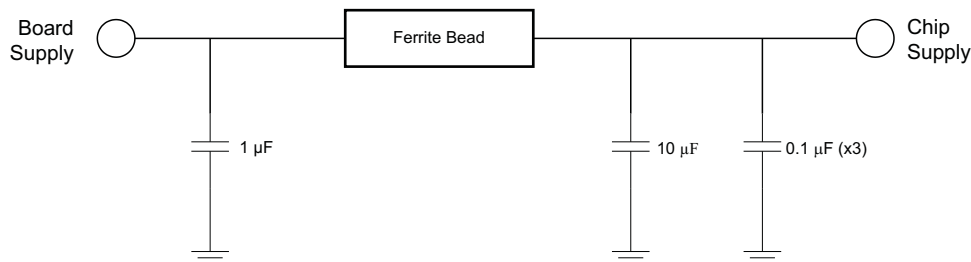 Board
Supply
Ferrite Bead
Chip
Supply
1 µF
10 µF
0.1 µF (x3)